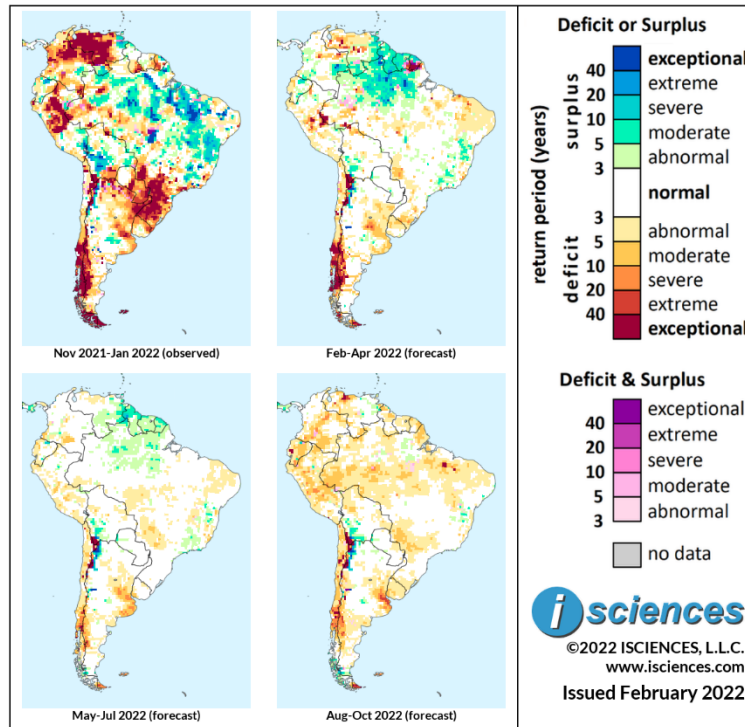 Nov 2021-Jan 2022 (observed)
Feb-Apr 2022 (forecast)
May-Jul 2022 (forecast)
Aug-Oct 2022 (forecast)
Deficit or Surplus
return period (years)
surplus
deficit
40
20
10
5
3
3
5
10
20
40
exceptional
extreme
severe
moderate
abnormal
normal
abnormal
moderate
severe
extreme
exceptional
Deficit & Surplus
40
20
10
5
3
exceptional
extreme
severe
moderate
abnormal
no data
i sciences
©2022 ISCIENCES, L.L.C.
www.isciences.com
Issued February 2022